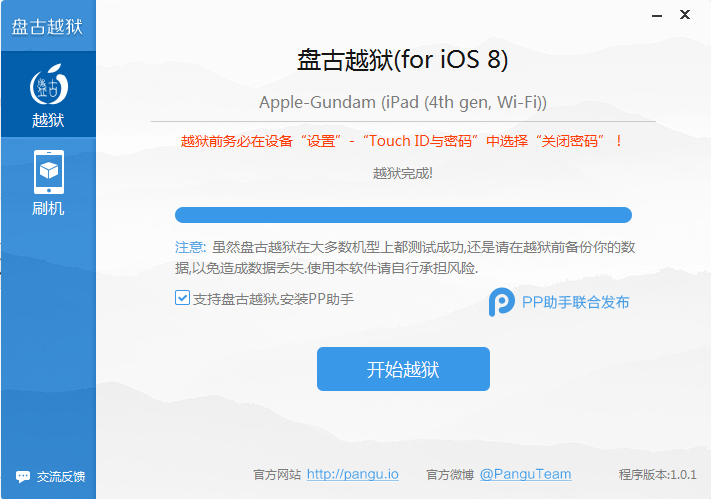 盘古越狱
盘古越狱(for iOS 8)
Apple-Gundam (iPad (4th gen, Wi-Fi))
越狱前务必在设备“设置”-“Touch ID与密码”中选择“关闭密码”！
越狱完成!
注意: 虽然盘古越狱在大多数机型上都测试成功,还是请在越狱前备份你的数
据,以免造成数据丢失.使用本软件请自行承担风险.
支持盘古越狱,安装PP助手
PP助手联合发布
开始越狱
盘古
越狱
刷机
交流反馈
官方网站 http://pangu.io 官方微博 @PanguTeam 程序版本:1.0.1